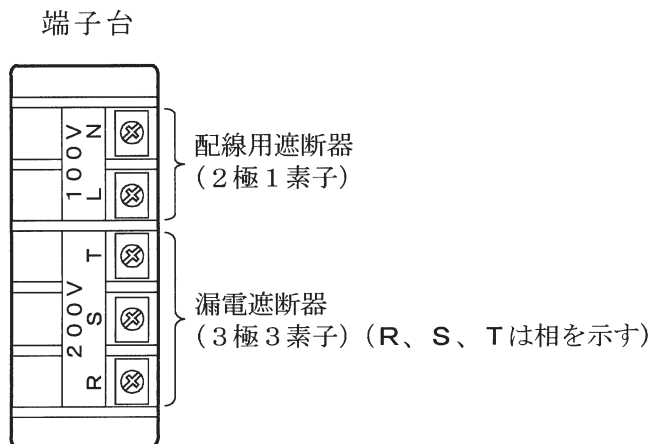 端子台
100V
N
L
配線用遮断器
(2極1素子)
200V
T
S
R
漏電遮断器
(3極3素子)(R、S、Tは相を示す)